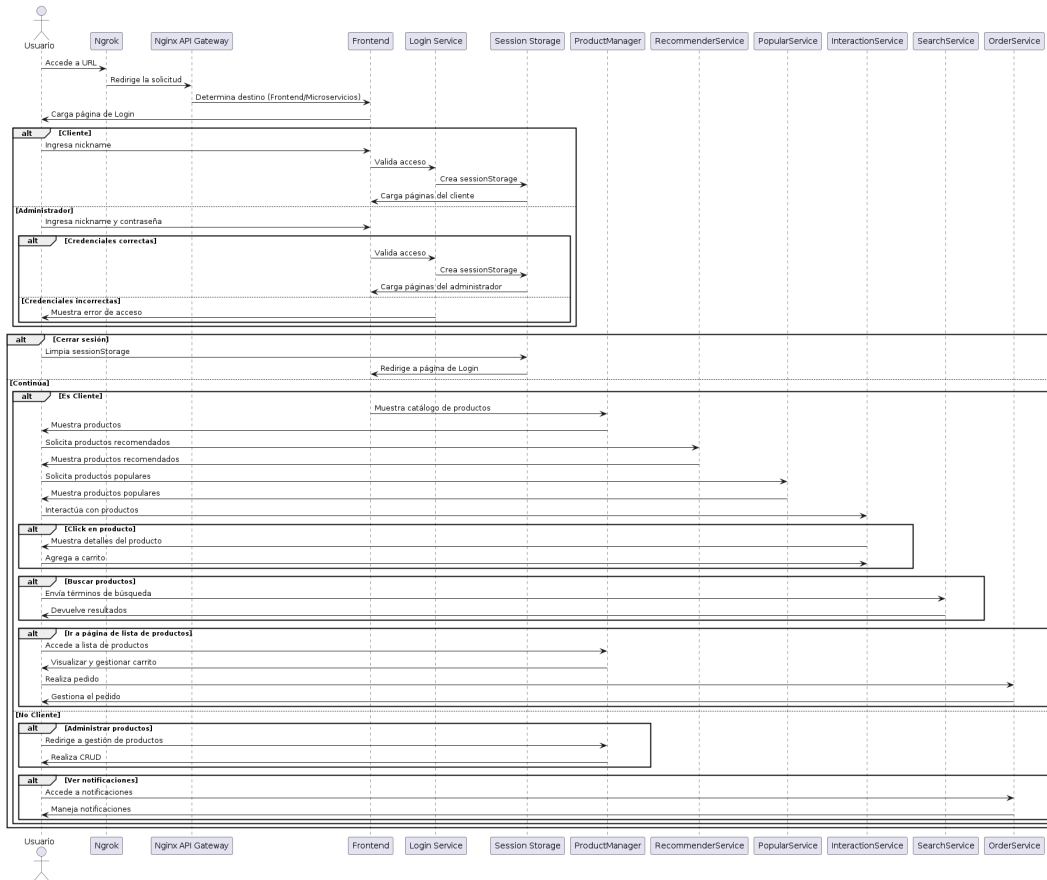 Usuario
Ngrok
Nginx API Gateway
Frontend
Login Service
Session Storage
ProductManager
RecommenderService
PopularService
InteractionService
SearchService
OrderService
Accede a URL
Redirige la solicitud
Determina destino (Frontend/Microservicios)
Carga página de Login
alt [Cliente]
Ingresa nickname
Valida acceso
Crea sessionStorage
Carga páginas del cliente
[Administrador]
Ingresa nickname y contraseña
alt [Credenciales correctas]
Valida acceso
Crea sessionStorage
Carga páginas del administrador
[Credenciales incorrectas]
Muestra error de acceso
alt [Cerrar sesión]
Limpia sessionStorage
Redirige a página de Login
[Continúa]
alt [Es Cliente]
Muestra catálogo de productos
Muestra productos
Solicita productos recomendados
Muestra productos recomendados
Solicita productos populares
Muestra productos populares
Interactúa con productos
alt [Click en producto]
Muestra detalles del producto
Agrega a carrito
alt [Buscar productos]
Envía términos de búsqueda
Devuelve resultados
alt [Ir a página de lista de productos]
Accede a lista de productos
Visualizar y gestionar carrito
Realiza pedido
Gestiona el pedido
[No Cliente]
alt [Administrar productos]
Redirige a gestión de productos
Realiza CRUD
alt [Ver notificaciones]
Accede a notificaciones
Maneja notificaciones
Usuario
Ngrok
Nginx API Gateway
Frontend
Login Service
Session Storage
ProductManager
RecommenderService
PopularService
InteractionService
SearchService
OrderService